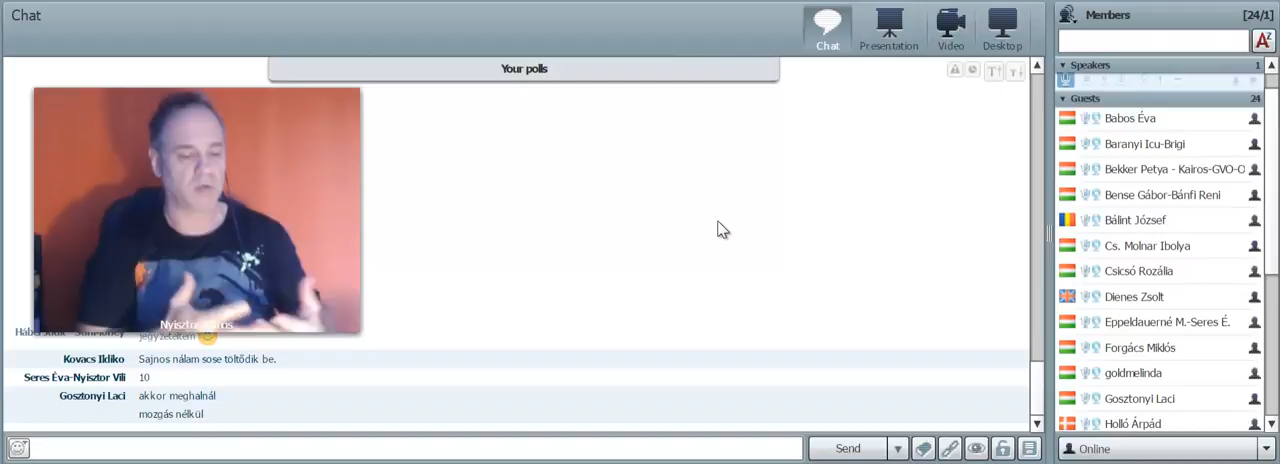 Chat
Chat
Presentation
Video
Desktop
Members
[24/1]
Your polls
Speakers 1
Guests 24
Babos Éva
Baranyi Icu-Brigi
Bekker Petya - Kairos-GVO-O
Bense Gábor-Bánfi Reni
Bálint József
Cs. Molnar Ibolya
Csicsó Rozália
Dienes Zsolt
Eppeldauerné M.-Seres É.
Forgács Miklós
goldmelinda
Gosztonyi Laci
Holló Árpád
jegyzeteltem
Kovacs Ildiko Sajnos nálam sose töltődik be.
Seres Éva-Nyisztor Vili 10
Gosztonyi Laci akkor meghalnál
mozgás nélkül
Send
Online